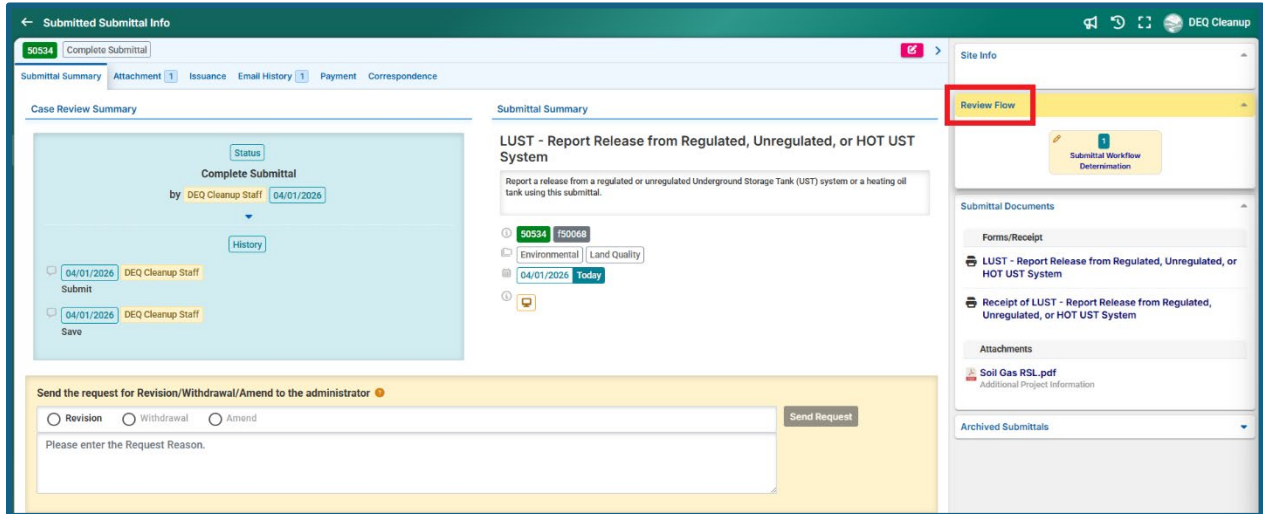 Submitted Submittal Info
DEQ Cleanup
50534 Complete Submittal
Submittal Summary Attachment 1 Issuance Email History 1 Payment Correspondence
Case Review Summary
Status
Complete Submittal
by DEQ Cleanup Staff 04/01/2026
History
04/01/2026 DEQ Cleanup Staff
Submit
04/01/2026 DEQ Cleanup Staff
Save
Submittal Summary
LUST - Report Release from Regulated, Unregulated, or HOT UST
System
Report a release from a regulated or unregulated Underground Storage Tank (UST) system or a heating oil
tank using this submittal.
50534 f50068
Environmental Land Quality
04/01/2026 Today
Send the request for Revision/Withdrawal/Amend to the administrator
Revision Withdrawal Amend
Send Request
Please enter the Request Reason.
Site Info
Review Flow
1
Submittal Workflow
Deternimation
Submittal Documents
Forms/Receipt
LUST - Report Release from Regulated, Unregulated, or
HOT UST System
Receipt of LUST - Report Release from Regulated,
Unregulated, or HOT UST System
Attachments
Soil Gas RSL.pdf
Additional Project Information
Archived Submittals